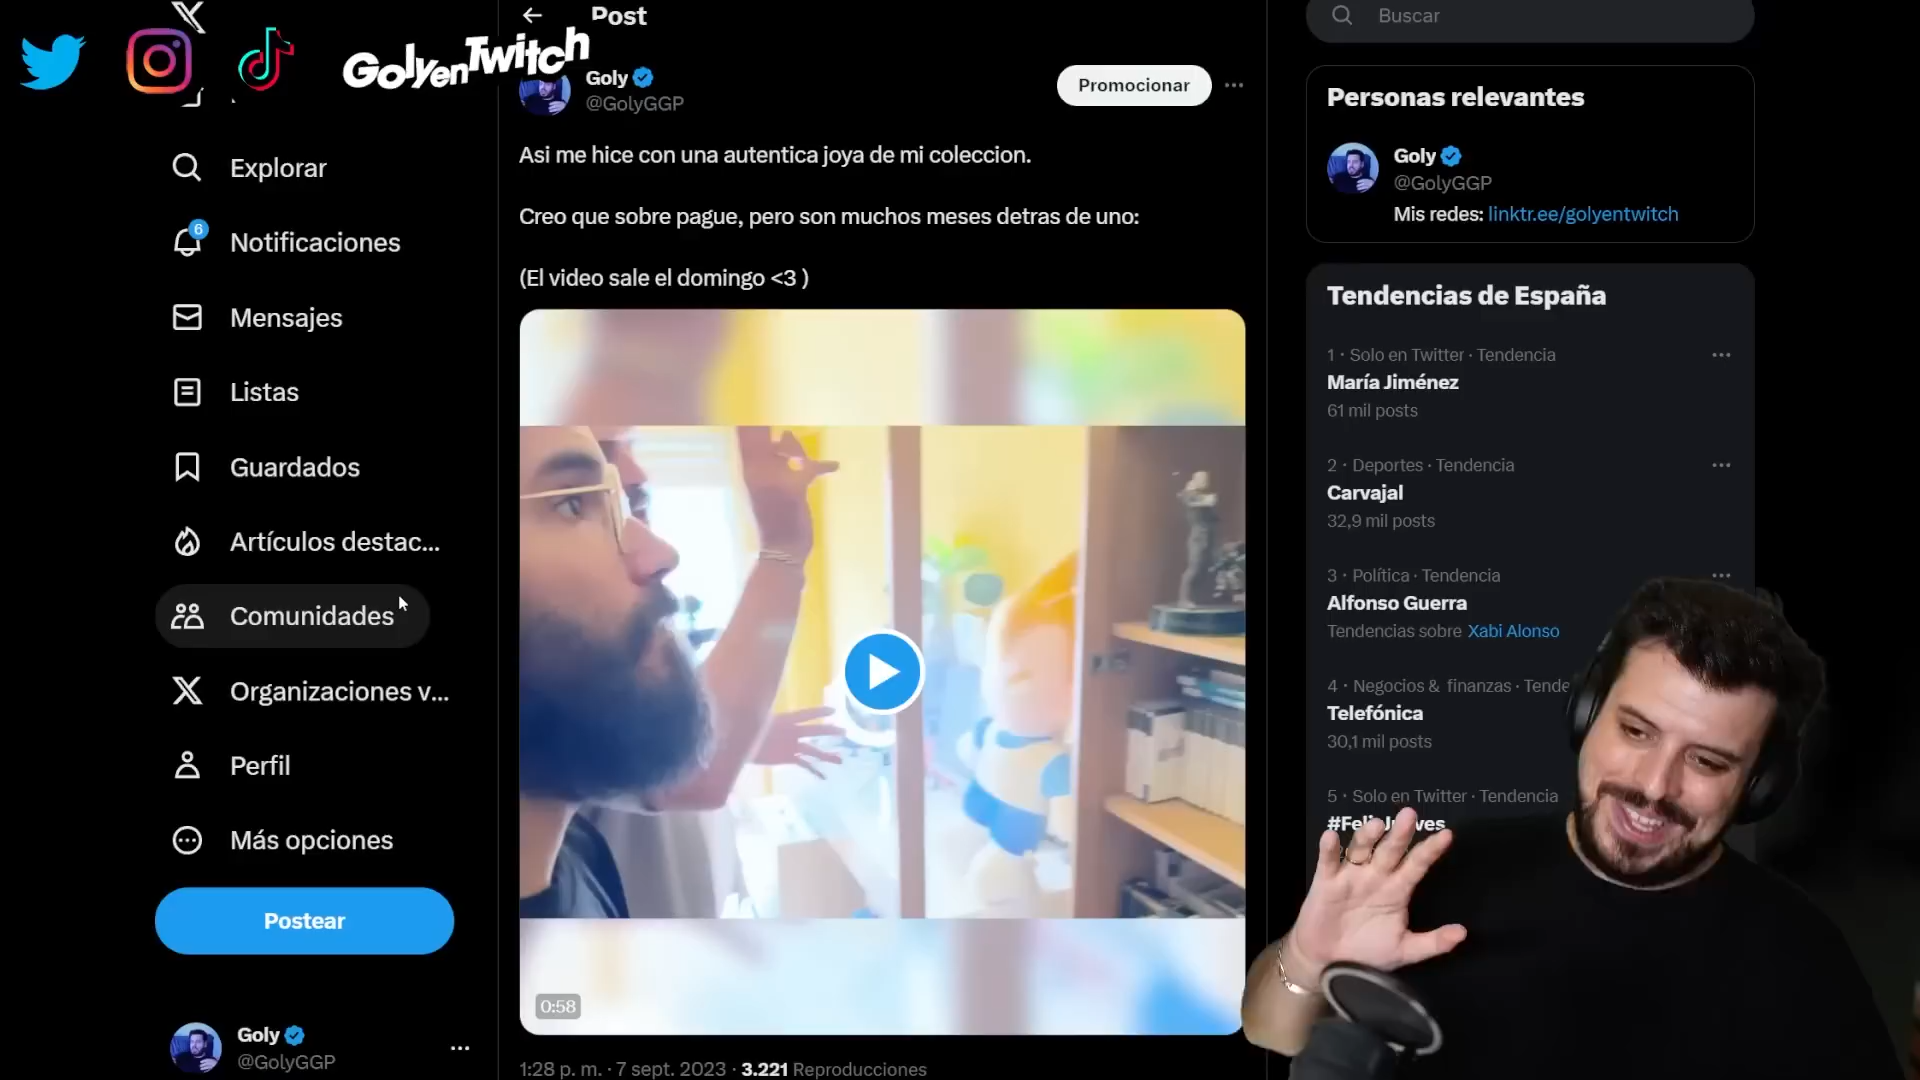 GolyenTwitch
Explorar
6
Notificaciones
Mensajes
Listas
Guardados
Artículos destac...
Comunidades
Organizaciones v...
Perfil
Más opciones
Postear
Goly
@GolyGGP
Post
Goly
@GolyGGP
Promocionar
Asi me hice con una autentica joya de mi coleccion.
Creo que sobre pague, pero son muchos meses detras de uno:
(El video sale el domingo <3 )
0:58
1:28 p. m. · 7 sept. 2023 · 3.221 Reproducciones
Buscar
Personas relevantes
Goly
@GolyGGP
Mis redes: linktr.ee/golyentwitch
Tendencias de España
1 · Solo en Twitter · Tendencia
María Jiménez
61 mil posts
2 · Deportes · Tendencia
Carvajal
32,9 mil posts
3 · Política · Tendencia
Alfonso Guerra
Tendencias sobre Xabi Alonso
4 · Negocios & finanzas · Tende
Telefónica
30,1 mil posts
5 · Solo en Twitter · Tendencia